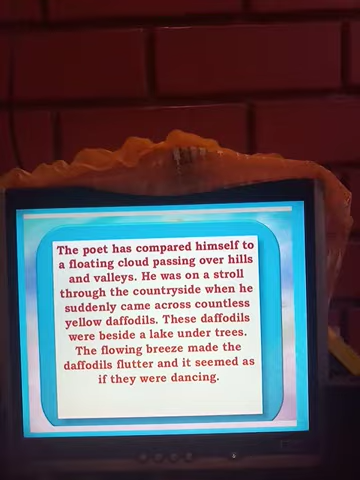 The poet has compared himself to
a floating cloud passing over hills
and valleys. He was on a stroll
through the countryside when he
suddenly came across countless
yellow daffodils. These daffodils
were beside a lake under trees.
The flowing breeze made the
daffodils flutter and it seemed as
if they were dancing.